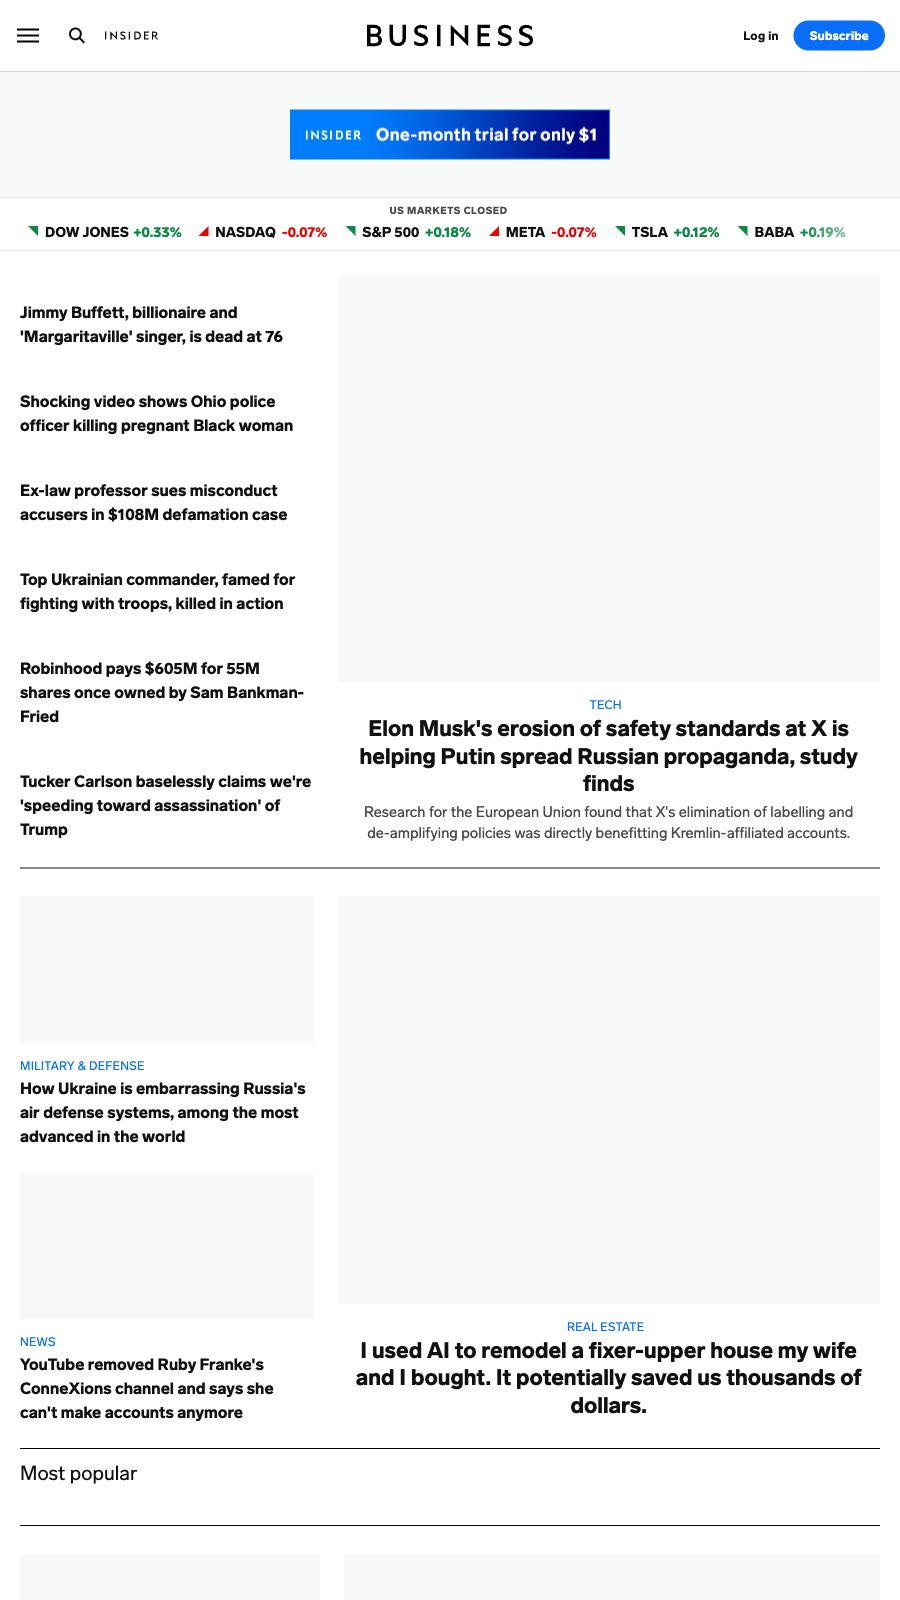 INSIDER
BUSINESS
Log in
Subscribe
INSIDER One-month trial for only $1
US MARKETS CLOSED
DOW JONES +0.33% NASDAQ -0.07% S&P 500 +0.18% META -0.07% TSLA +0.12% BABA +0.19%
Jimmy Buffett, billionaire and
'Margaritaville' singer, is dead at 76
Shocking video shows Ohio police
officer killing pregnant Black woman
Ex-law professor sues misconduct
accusers in $108M defamation case
Top Ukrainian commander, famed for
fighting with troops, killed in action
Robinhood pays $605M for 55M
shares once owned by Sam Bankman-
Fried
Tucker Carlson baselessly claims we're
'speeding toward assassination' of
Trump
TECH
Elon Musk's erosion of safety standards at X is
helping Putin spread Russian propaganda, study
finds
Research for the European Union found that X's elimination of labelling and
de-amplifying policies was directly benefitting Kremlin-affiliated accounts.
MILITARY & DEFENSE
How Ukraine is embarrassing Russia's
air defense systems, among the most
advanced in the world
NEWS
YouTube removed Ruby Franke's
ConneXions channel and says she
can't make accounts anymore
REAL ESTATE
I used AI to remodel a fixer-upper house my wife
and I bought. It potentially saved us thousands of
dollars.
Most popular